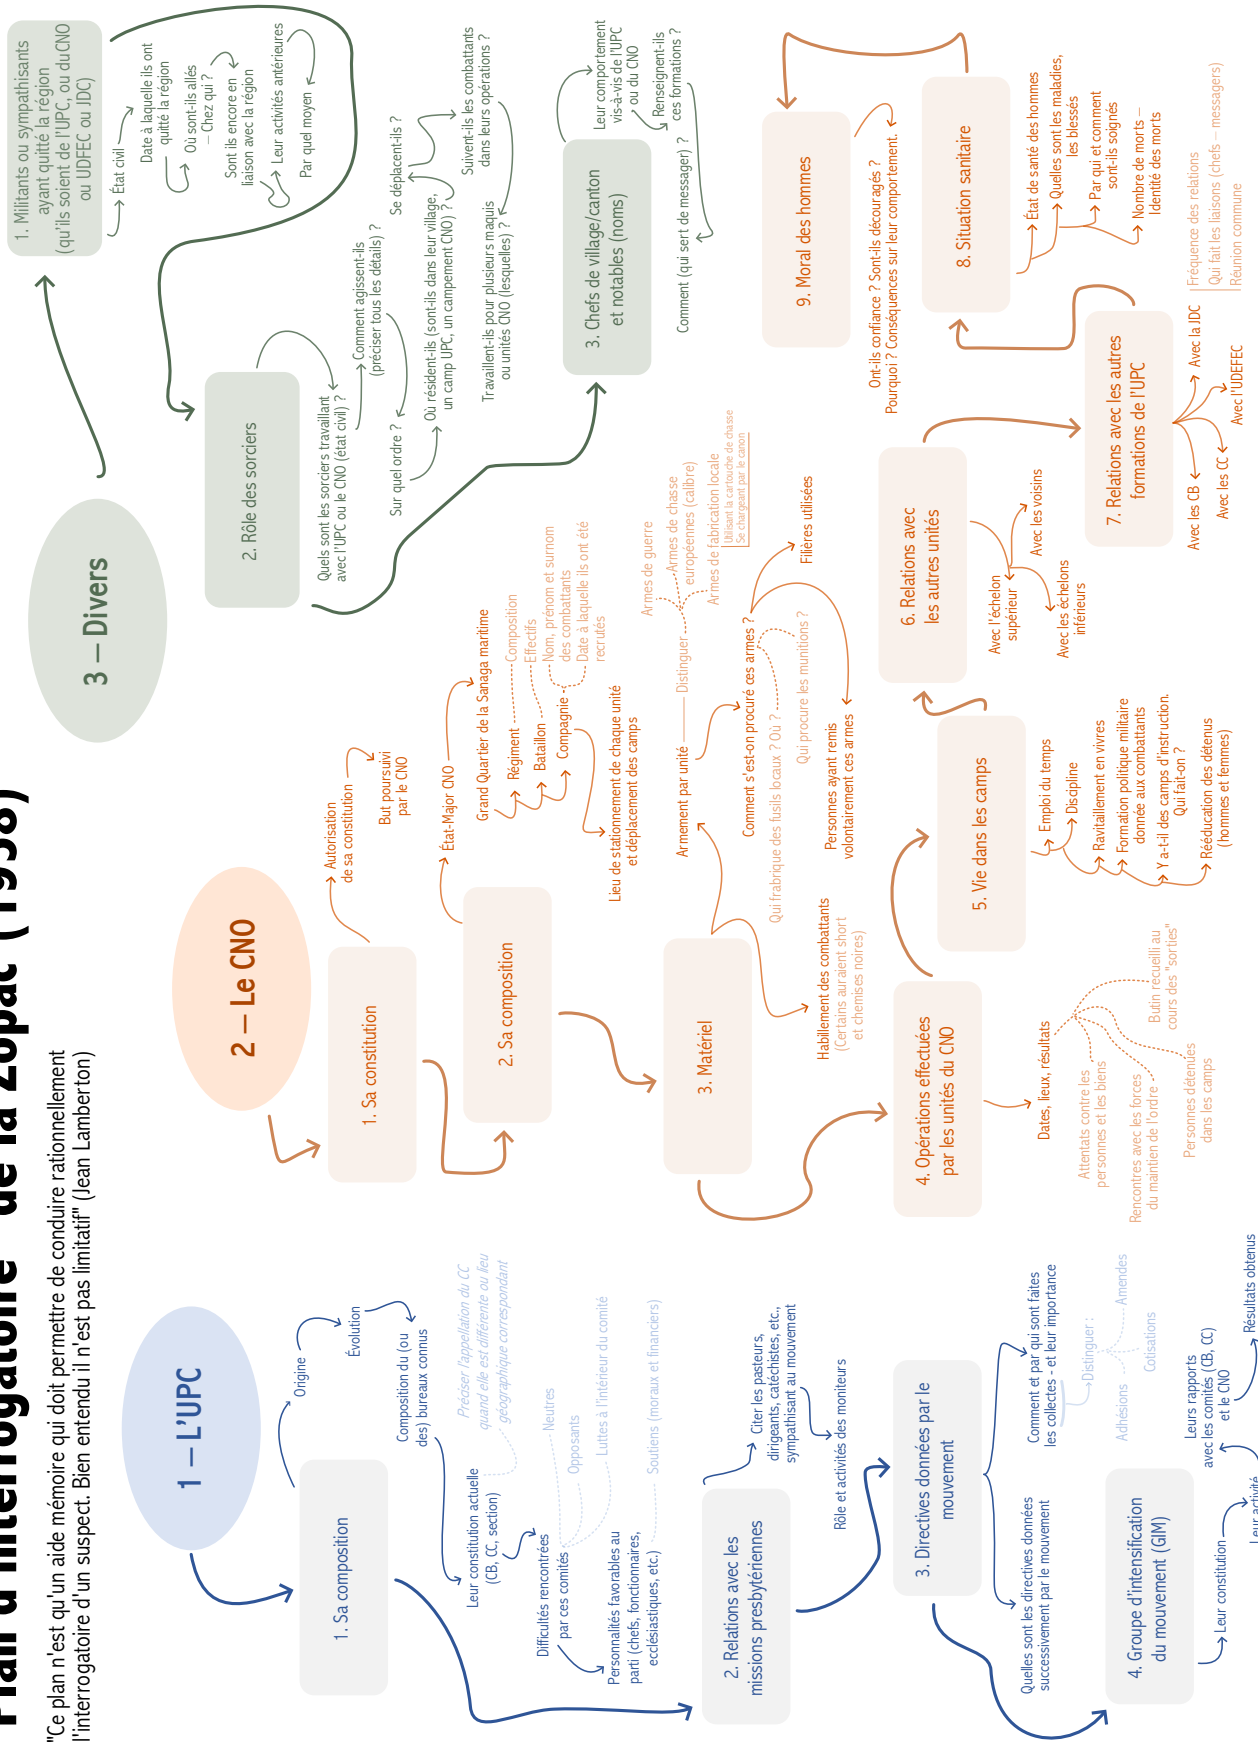 Plan d'interrogatoire de la Zopac (1958)
"Ce plan n'est qu'un aide mémoire qui doit permettre de conduire rationnellement
l'interrogatoire d'un suspect. Bien entendu il n'est pas limitatif" (Jean Lamberton)
1 – L'UPC
1. Sa composition
Origine
Évolution
Composition du (ou
des) bureaux connus
Leur constitution actuelle
(CB, CC, section)
Préciser l'appellation du CC
quand elle est différente ou lieu
géographique correspondant
Difficultés rencontrées
par ces comités
Neutres
Opposants
Luttes à l'intérieur du comité
Personnalités favorables au
parti (chefs, fonctionnaires,
ecclésiastiques, etc.)
Soutiens (moraux et financiers)
2. Relations avec les
missions presbytériennes
Citer les pasteurs,
dirigeants, catéchistes, etc.,
sympathisant au mouvement
Rôle et activités des moniteurs
3. Directives données par le
mouvement
Quelles sont les directives données
successivement par le mouvement
Comment et par qui sont faites
les collectes - et leur importance
Distinguer :
Adhésions
Amendes
Cotisations
4. Groupe d'intensification
du mouvement (GIM)
Leur constitution
Leur activité
Leurs rapports
avec les comités (CB, CC)
et le CNO
Résultats obtenus
2 – Le CNO
1. Sa constitution
Autorisation
de sa constitution
But poursuivi
par le CNO
2. Sa composition
État-Major CNO
Grand Quartier de la Sanaga maritime
Régiment
Composition
Bataillon
Effectifs
Compagnie
Nom, prénom et surnom
des combattants
Date à laquelle ils ont été
recrutés
Lieu de stationnement de chaque unité
et déplacement des camps
3. Matériel
Armement par unité
Distinguer
Armes de guerre
Armes de chasse
européennes (calibre)
Armes de fabrication locale
Utilisant la cartouche de chasse
Se chargeant par le canon
Comment s'est-on procuré ces armes ?
Filières utilisées
Qui frabrique des fusils locaux ? Où ?
Qui procure les munitions ?
Personnes ayant remis
volontairement ces armes
Habillement des combattants
(Certains auraient short
et chemises noires)
4. Opérations effectuées
par les unités du CNO
Dates, lieux, résultats
Attentats contre les
personnes et les biens
Rencontres avec les forces
du maintien de l'ordre
Personnes détenues
dans les camps
Butin recueilli au
cours des "sorties"
5. Vie dans les camps
Emploi du temps
Discipline
Ravitaillement en vivres
Formation politique militaire
donnée aux combattants
Y a-t-il des camps d'instruction.
Qui fait-on ?
Rééducation des détenus
(hommes et femmes)
6. Relations avec
les autres unités
Avec l'échelon
supérieur
Avec les voisins
Avec les échelons
inférieurs
7. Relations avec les autres
formations de l'UPC
Avec les CB
Avec les CC
Avec l'UDEFEC
Avec la JDC
Fréquence des relations
Qui fait les liaisons (chefs – messagers)
Réunion commune
8. Situation sanitaire
État de santé des hommes
Quelles sont les maladies,
les blessés
Par qui et comment
sont-ils soignés
Nombre de morts –
Identité des morts
9. Moral des hommes
Ont-ils confiance ? Sont-ils découragés ?
Pourquoi ? Conséquences sur leur comportement.
3 – Divers
1. Militants ou sympathisants
ayant quitté la région
(qu'ils soient de l'UPC, ou du CNO
ou UDFEC ou JDC)
État civil
Date à laquelle ils ont
quitté la région
Où sont-ils allés
– Chez qui ?
Sont ils encore en
liaison avec la région
Leur activités antérieures
Par quel moyen
2. Rôle des sorciers
Quels sont les sorciers travaillant
avec l'UPC ou le CNO (état civil) ?
Comment agissent-ils
(préciser tous les détails) ?
Sur quel ordre ?
Où résident-ils (sont-ils dans leur village,
un camp UPC, un campement CNO) ?
Se déplacent-ils ?
Suivent-ils les combattants
dans leurs opérations ?
Travaillent-ils pour plusieurs maquis
ou unités CNO (lesquelles) ?
3. Chefs de village/canton
et notables (noms)
Leur comportement
vis-à-vis de l'UPC
ou du CNO
Renseignent-ils
ces formations ?
Comment (qui sert de messager) ?